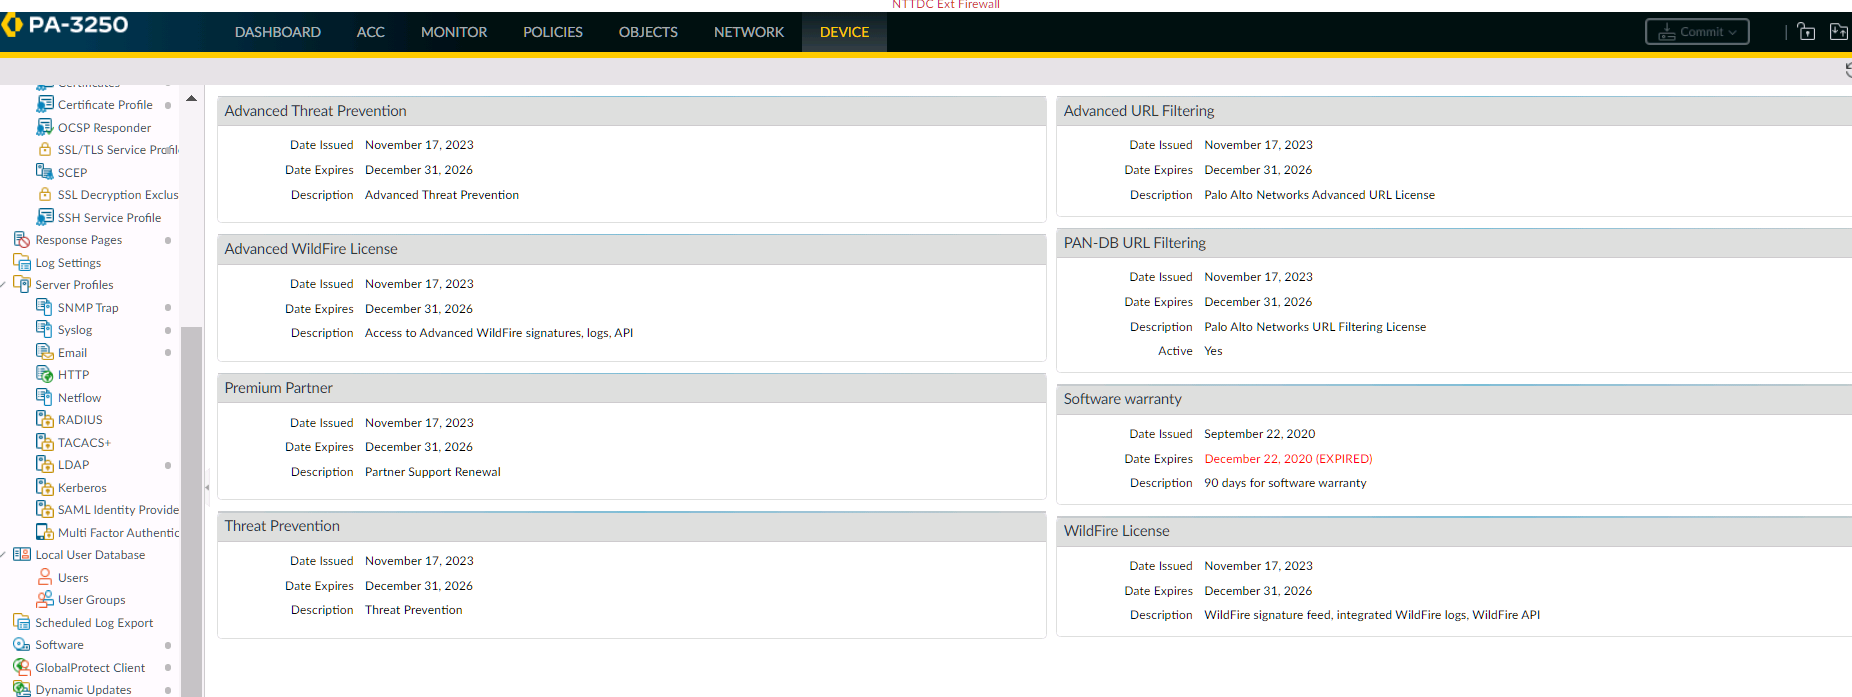 NTTDC Ext Firewall
PA-3250
DASHBOARD
ACC
MONITOR
POLICIES
OBJECTS
NETWORK
DEVICE
Commit
Certificates
Certificate Profile
OCSP Responder
SSL/TLS Service Profil
SCEP
SSL Decryption Exclus
SSH Service Profile
Response Pages
Log Settings
Server Profiles
SNMP Trap
Syslog
Email
HTTP
Netflow
RADIUS
TACACS+
LDAP
Kerberos
SAML Identity Provide
Multi Factor Authentic
Local User Database
Users
User Groups
Scheduled Log Export
Software
GlobalProtect Client
Dynamic Updates
Advanced Threat Prevention
Date Issued November 17, 2023
Date Expires December 31, 2026
Description Advanced Threat Prevention
Advanced WildFire License
Date Issued November 17, 2023
Date Expires December 31, 2026
Description Access to Advanced WildFire signatures, logs, API
Premium Partner
Date Issued November 17, 2023
Date Expires December 31, 2026
Description Partner Support Renewal
Threat Prevention
Date Issued November 17, 2023
Date Expires December 31, 2026
Description Threat Prevention
Advanced URL Filtering
Date Issued November 17, 2023
Date Expires December 31, 2026
Description Palo Alto Networks Advanced URL License
PAN-DB URL Filtering
Date Issued November 17, 2023
Date Expires December 31, 2026
Description Palo Alto Networks URL Filtering License
Active Yes
Software warranty
Date Issued September 22, 2020
Date Expires December 22, 2020 (EXPIRED)
Description 90 days for software warranty
WildFire License
Date Issued November 17, 2023
Date Expires December 31, 2026
Description WildFire signature feed, integrated WildFire logs, WildFire API